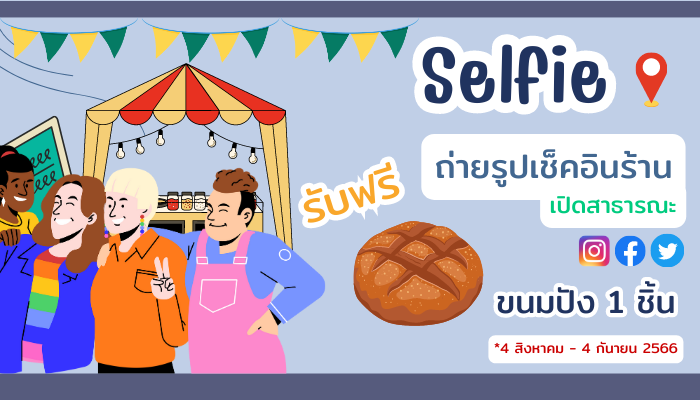 Selfie
ถ่ายรูปเช็คอินร้าน
เปิดสาธารณะ
รับฟรี
ขนมปัง 1 ชิ้น
*4 สิงหาคม - 4 กันายน 2566